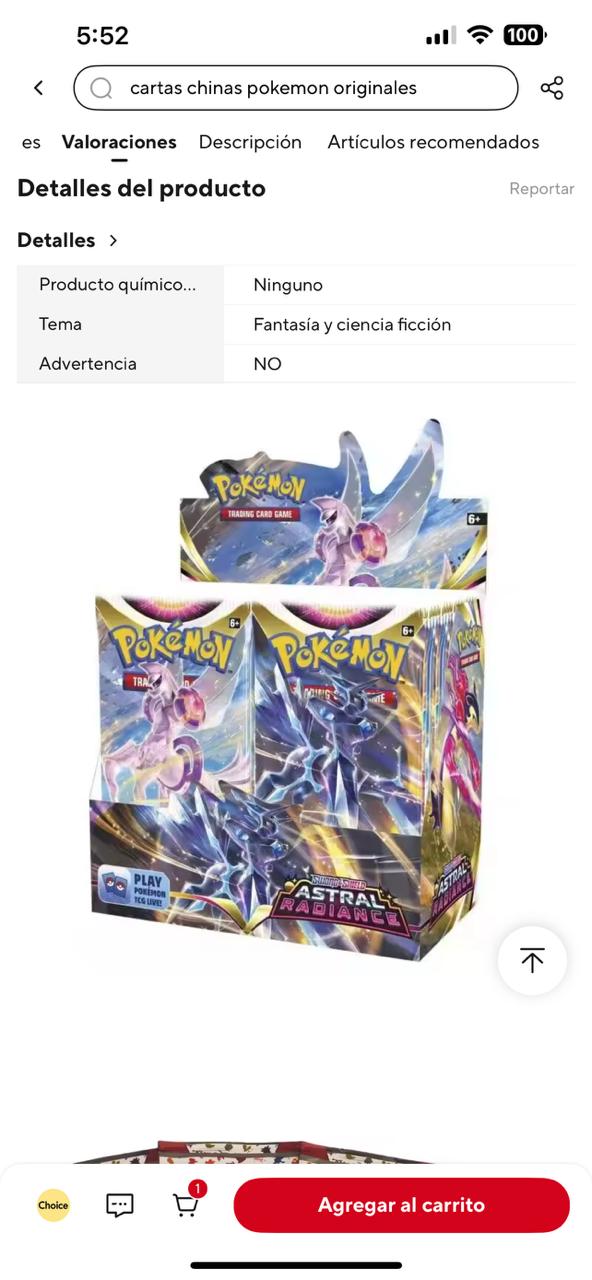 5:52
100
cartas chinas pokemon originales
es Valoraciones Descripción Artículos recomendados
Detalles del producto
Reportar
Detalles
Producto químico... Ninguno
Tema Fantasía y ciencia ficción
Advertencia NO
POKÉMON
TRADING CARD GAME
6+
6+
POKÉMON
TRA
6+
POKÉMON
POKÉMON
PLAY
POKÉMON
TCG LIVE!
ASTRAL
RADIANCE
ASTRAL
RADIANCE
Choice
1
Agregar al carrito